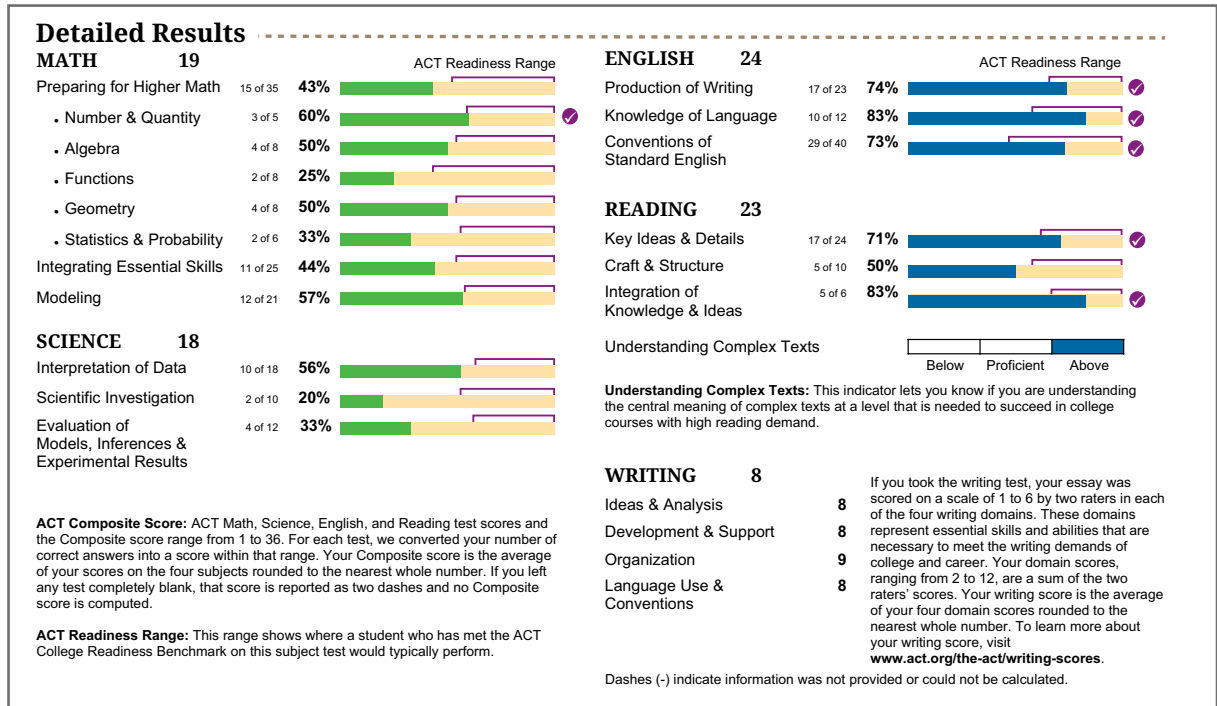 Detailed Results
MATH 19
ACT Readiness Range
Preparing for Higher Math 15 of 35 43%
• Number & Quantity 3 of 5 60%
• Algebra 4 of 8 50%
• Functions 2 of 8 25%
• Geometry 4 of 8 50%
• Statistics & Probability 2 of 6 33%
Integrating Essential Skills 11 of 25 44%
Modeling 12 of 21 57%
SCIENCE 18
Interpretation of Data 10 of 18 56%
Scientific Investigation 2 of 10 20%
Evaluation of 4 of 12 33%
Models, Inferences &
Experimental Results
ACT Composite Score: ACT Math, Science, English, and Reading test scores and
the Composite score range from 1 to 36. For each test, we converted your number of
correct answers into a score within that range. Your Composite score is the average
of your scores on the four subjects rounded to the nearest whole number. If you left
any test completely blank, that score is reported as two dashes and no Composite
score is computed.
ACT Readiness Range: This range shows where a student who has met the ACT
College Readiness Benchmark on this subject test would typically perform.
ENGLISH 24
ACT Readiness Range
Production of Writing 17 of 23 74%
Knowledge of Language 10 of 12 83%
Conventions of 29 of 40 73%
Standard English
READING 23
Key Ideas & Details 17 of 24 71%
Craft & Structure 5 of 10 50%
Integration of 5 of 6 83%
Knowledge & Ideas
Understanding Complex Texts
Below Proficient Above
Understanding Complex Texts: This indicator lets you know if you are understanding
the central meaning of complex texts at a level that is needed to succeed in college
courses with high reading demand.
WRITING 8
Ideas & Analysis 8
Development & Support 8
Organization 9
Language Use & 8
Conventions
If you took the writing test, your essay was
scored on a scale of 1 to 6 by two raters in each
of the four writing domains. These domains
represent essential skills and abilities that are
necessary to meet the writing demands of
college and career. Your domain scores,
ranging from 2 to 12, are a sum of the two
raters' scores. Your writing score is the average
of your four domain scores rounded to the
nearest whole number. To learn more about
your writing score, visit
www.act.org/the-act/writing-scores.
Dashes (-) indicate information was not provided or could not be calculated.